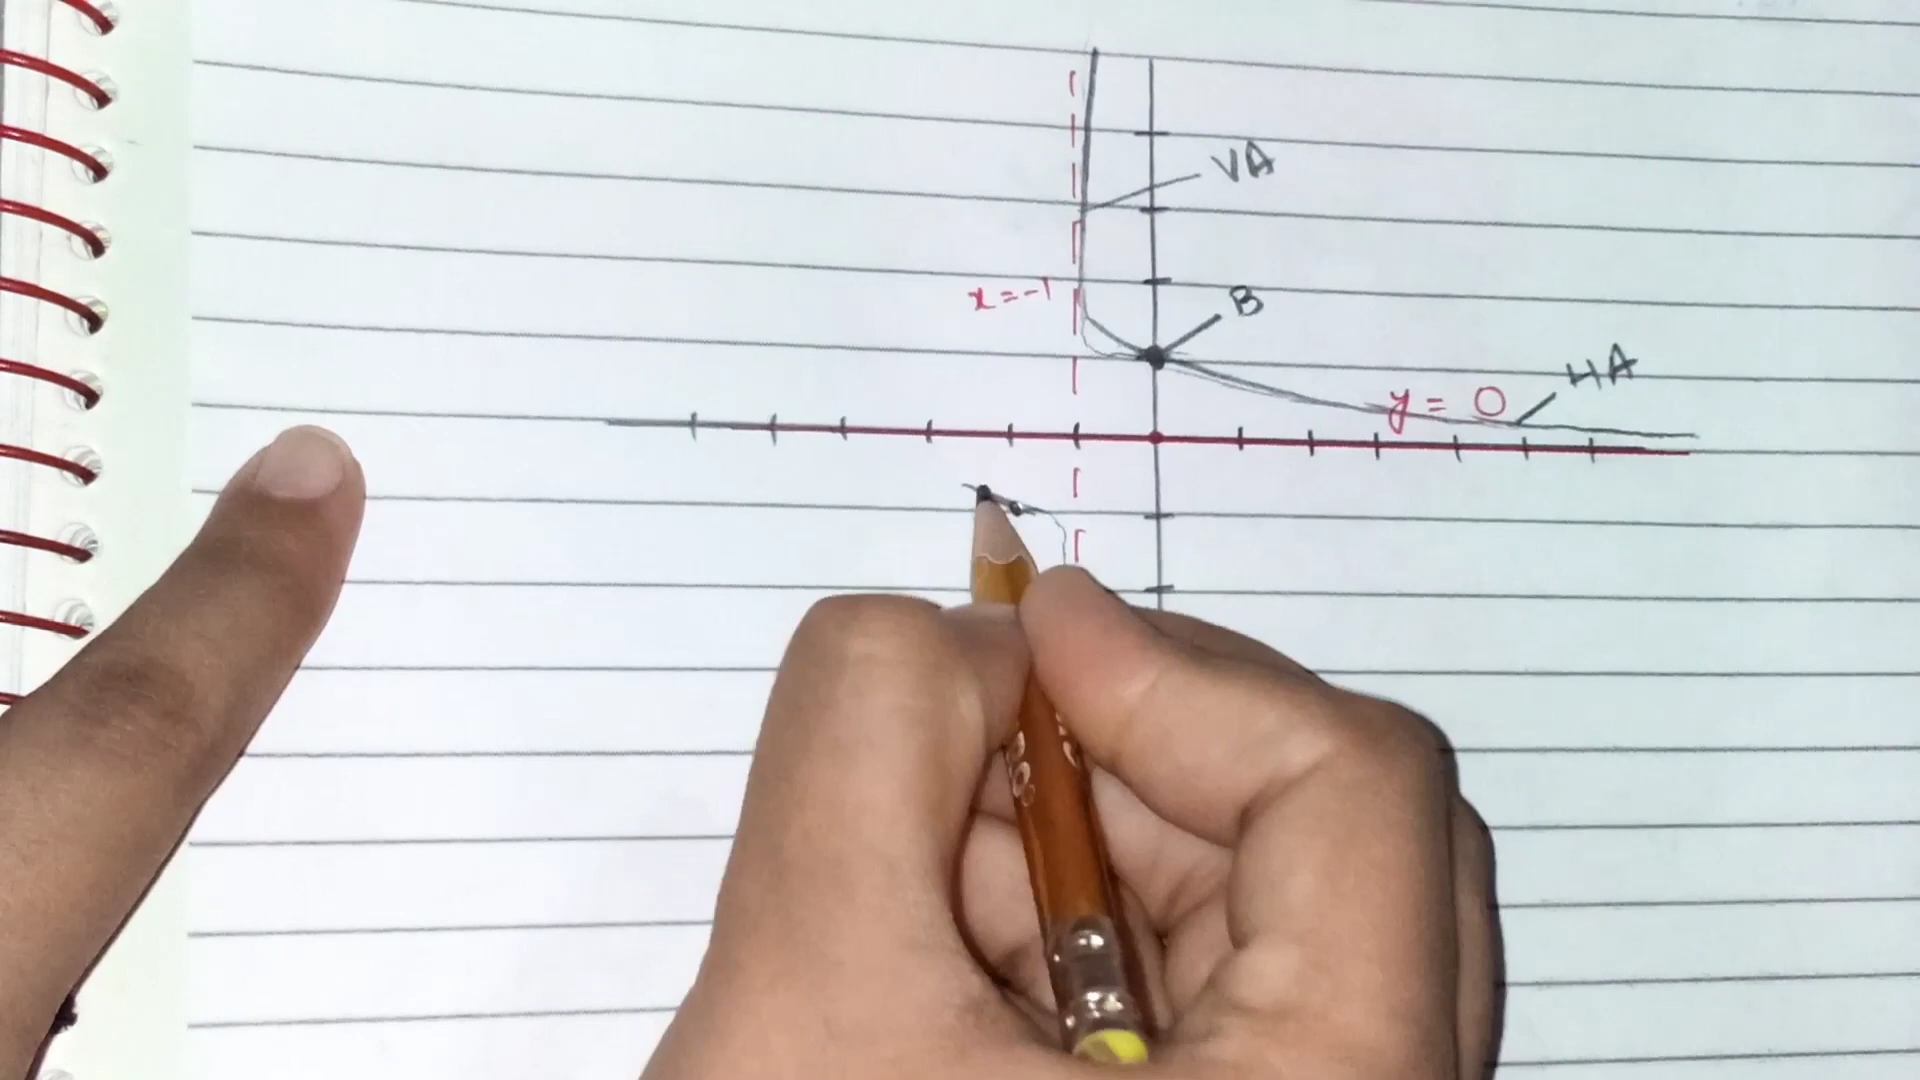 VA
x = -1
B
HA
y = 0